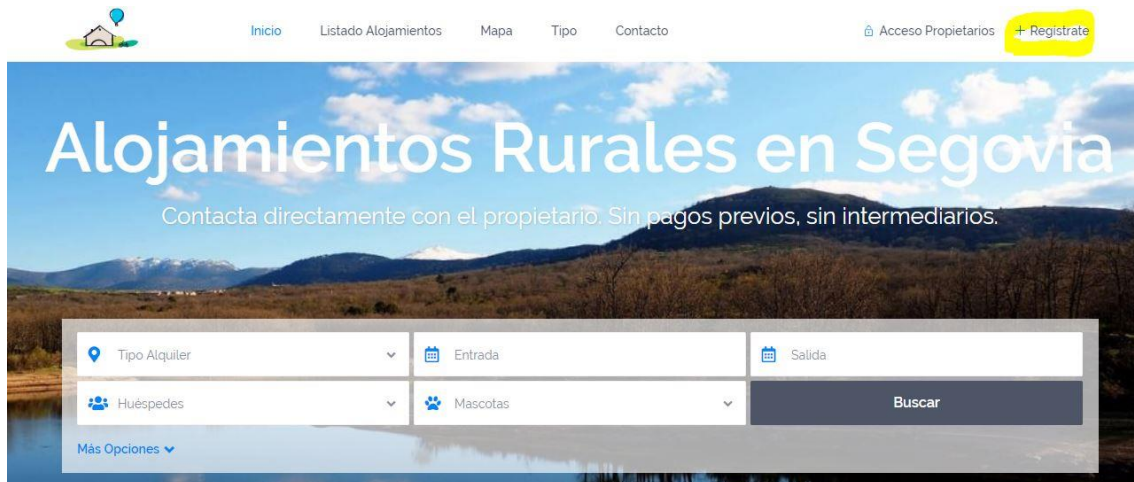 Inicio Listado Alojamientos Mapa Tipo Contacto Acceso Propietarios + Registrate
Alojamientos Rurales en Segovia
Contacta directamente con el propietario. Sin pagos previos, sin intermediarios.
Tipo Alquiler Entrada Salida
Huéspedes Mascotas Buscar
Más Opciones